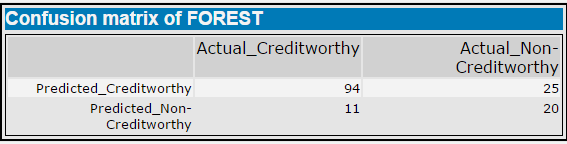 Confusion matrix of FOREST
Actual_Creditworthy Actual_Non-
Creditworthy
Predicted_Creditworthy 94 25
Predicted_Non-
Creditworthy 11 20